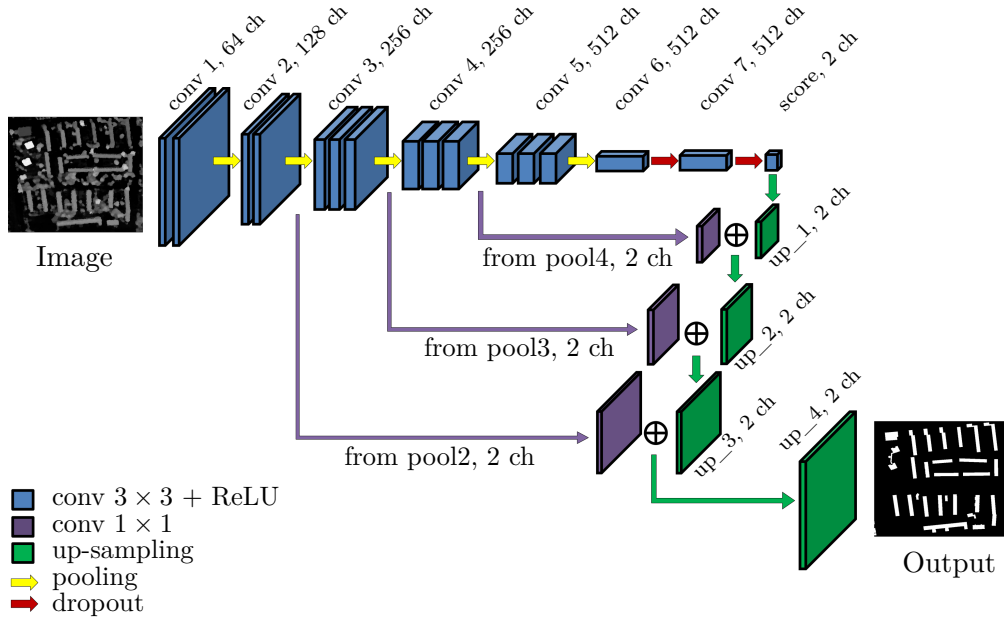 conv 1, 64 ch
conv 2, 128 ch
conv 3, 256 ch
conv 4, 256 ch
conv 5, 512 ch
conv 6, 512 ch
conv 7, 512 ch
score, 2 ch
Image
from pool4, 2 ch
up_1, 2 ch
from pool3, 2 ch
up_2, 2 ch
from pool2, 2 ch
up_3, 2 ch
up_4, 2 ch
Output
conv 3 × 3 + ReLU
conv 1 × 1
up-sampling
pooling
dropout